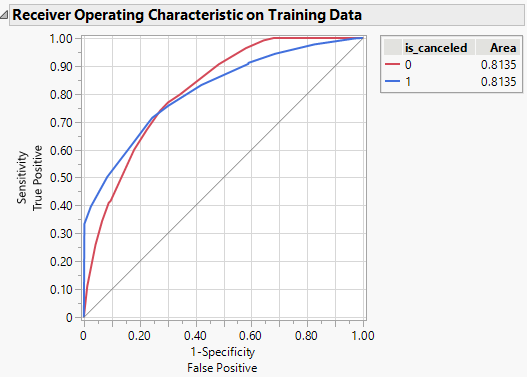 Receiver Operating Characteristic on Training Data
is_canceled Area
0 0.8135
1 0.8135
1.00
0.90
0.80
0.70
0.60
0.50
0.40
0.30
0.20
0.10
0
Sensitivity
True Positive
0 0.20 0.40 0.60 0.80 1.00
1-Specificity
False Positive